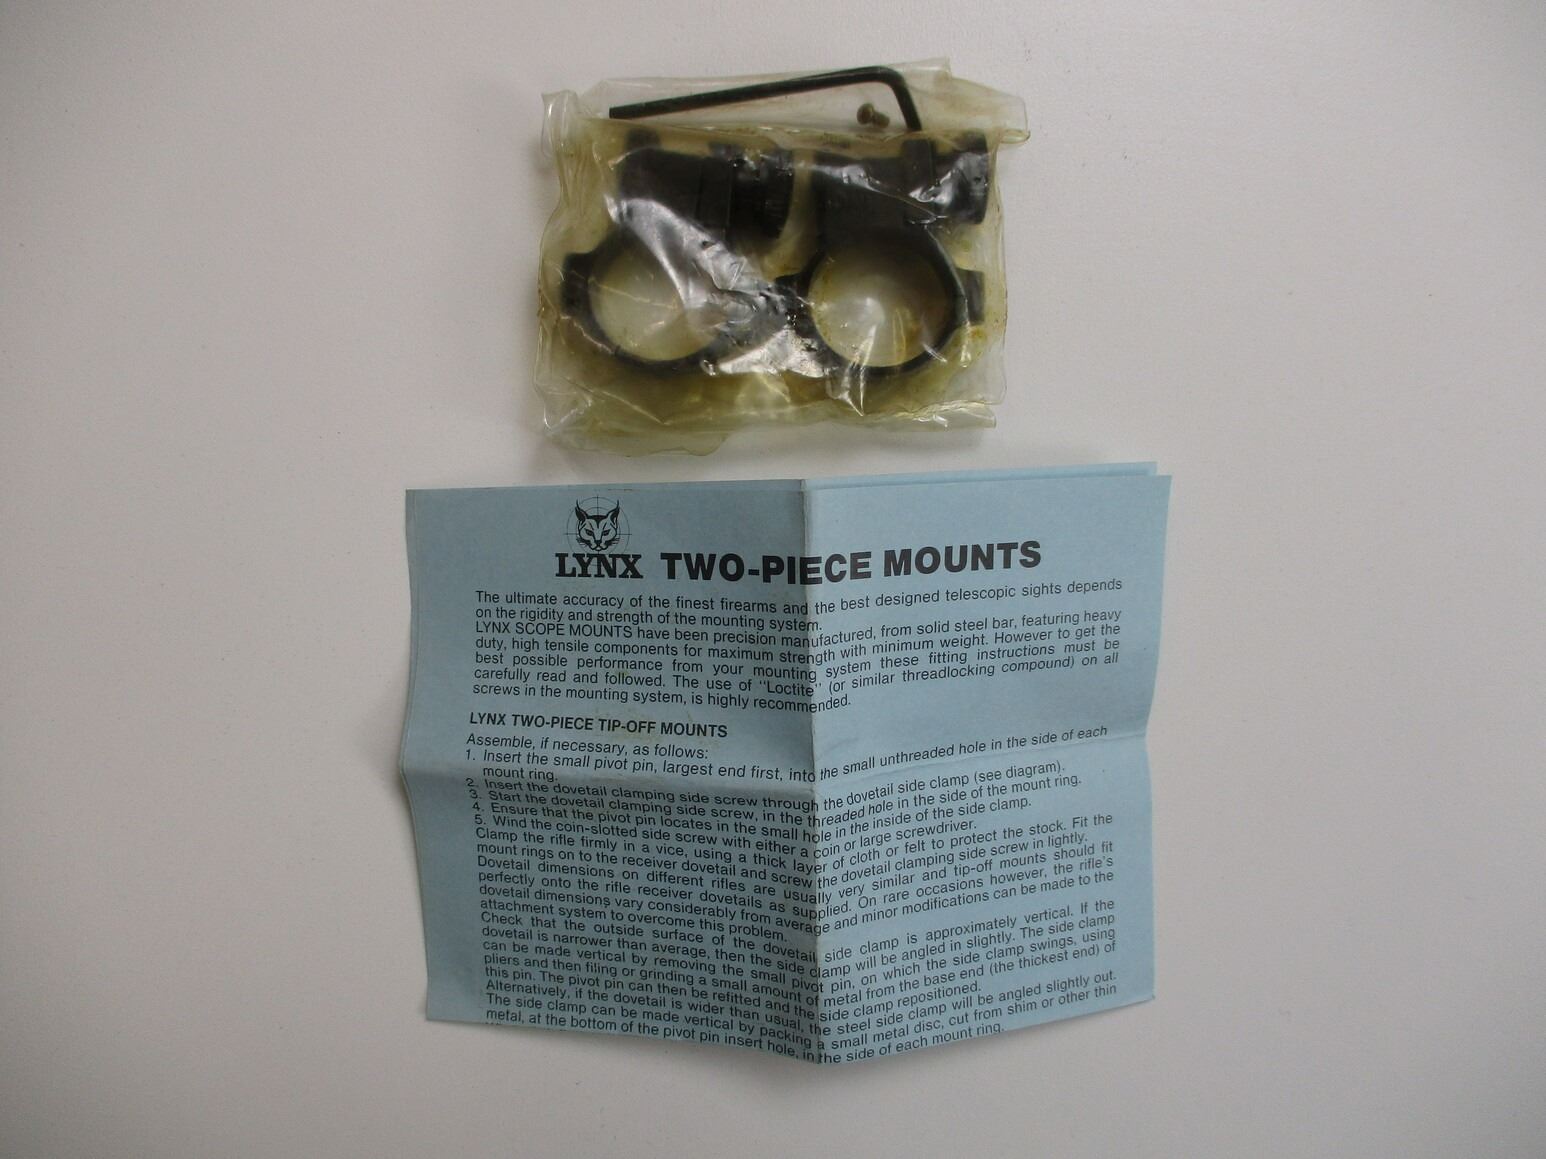 LYNX TWO-PIECE MOUNTS
The ultimate accuracy of the finest firearms and the best designed telescopic sights depends
on the rigidity and strength of the mounting system.
LYNX SCOPE MOUNTS have been precision manufactured, from solid steel bar, featuring heavy
duty, high tensile components for maximum strength with minimum weight. However to get the
best possible performance from your mounting system these fitting instructions must be
carefully read and followed. The use of "Loctite" (or similar threadlocking compound) on all
screws in the mounting system, is highly recommended.
LYNX TWO-PIECE TIP-OFF MOUNTS
Assemble, if necessary, as follows:
1. Insert the small pivot pin, largest end first, into the small unthreaded hole in the side of each
mount ring.
2. Insert the dovetail clamping side screw through the dovetail side clamp (see diagram).
3. Start the dovetail clamping side screw, in the threaded hole in the side of the mount ring.
4. Ensure that the pivot pin locates in the small hole in the inside of the side clamp.
5. Wind the coin-slotted side screw with either a coin or large screwdriver.
Clamp the rifle firmly in a vice, using a thick layer of cloth or felt to protect the stock. Fit the
mount rings on to the receiver dovetail and screw the dovetail clamping side screw in lightly.
Dovetail dimensions on different rifles are usually very similar and tip-off mounts should fit
perfectly onto the rifle receiver dovetails as supplied. On rare occasions however, the rifle's
dovetail dimensions vary considerably from average and minor modifications can be made to the
attachment system to overcome this problem.
Check that the outside surface of the dovetail side clamp is approximately vertical. If the
dovetail is narrower than average, then the side clamp will be angled in slightly. The side clamp
can be made vertical by removing the small pivot pin, on which the side clamp swings, using
pliers and then filing or grinding a small amount of metal from the base end (the thickest end) of
this pin. The pivot pin can then be refitted and the side clamp repositioned.
Alternatively, if the dovetail is wider than usual, the steel side clamp will be angled slightly out.
The side clamp can be made vertical by packing a small metal disc, cut from shim or other thin
metal, at the bottom of the pivot pin insert hole, in the side of each mount ring.